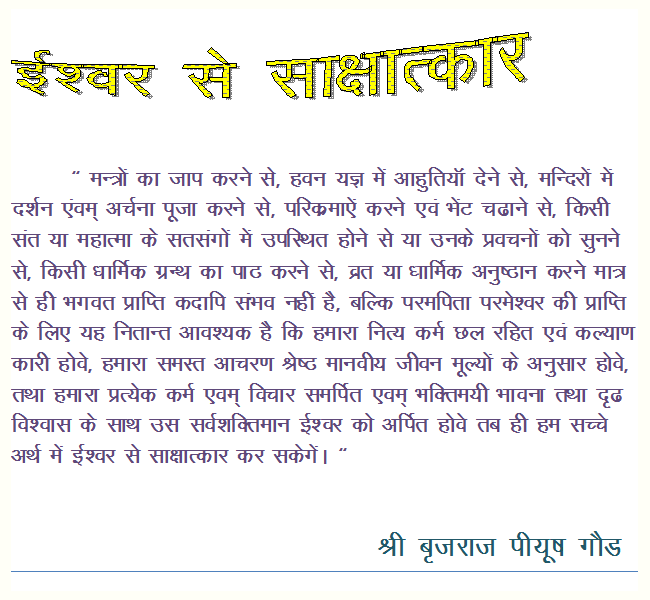 ईश्वर से साक्षात्कार
“ मन्त्रों का जाप करने से, हवन यज्ञ में आहुतियॉ देने से, मन्दिरों में
दर्शन एंवम् अर्चना पूजा करने से, परिक्रमाऐं करने एवं भेंट चढाने से, किसी
संत या महात्मा के सतसंगों में उपस्थित होने से या उनके प्रवचनों को सुनने
से, किसी धार्मिक ग्रन्थ का पाठ करने से, व्रत या धार्मिक अनुष्ठान करने मात्र
से ही भगवत प्राप्ति कदापि संभव नहीं है, बल्कि परमपिता परमेश्वर की प्राप्ति
के लिए यह नितान्त आवश्यक है कि हमारा नित्य कर्म छल रहित एवं कल्याण
कारी होवे, हमारा समस्त आचरण श्रेष्ठ मानवीय जीवन मूल्यों के अनुसार होवे,
तथा हमारा प्रत्येक कर्म एवम् विचार समर्पित एवम् भक्तिमयी भावना तथा दृढ
विश्वास के साथ उस सर्वशक्तिमान ईश्वर को अर्पित होवे तब ही हम सच्चे
अर्थ में ईश्वर से साक्षात्कार कर सकेगें। “
श्री बृजराज पीयूष गौड